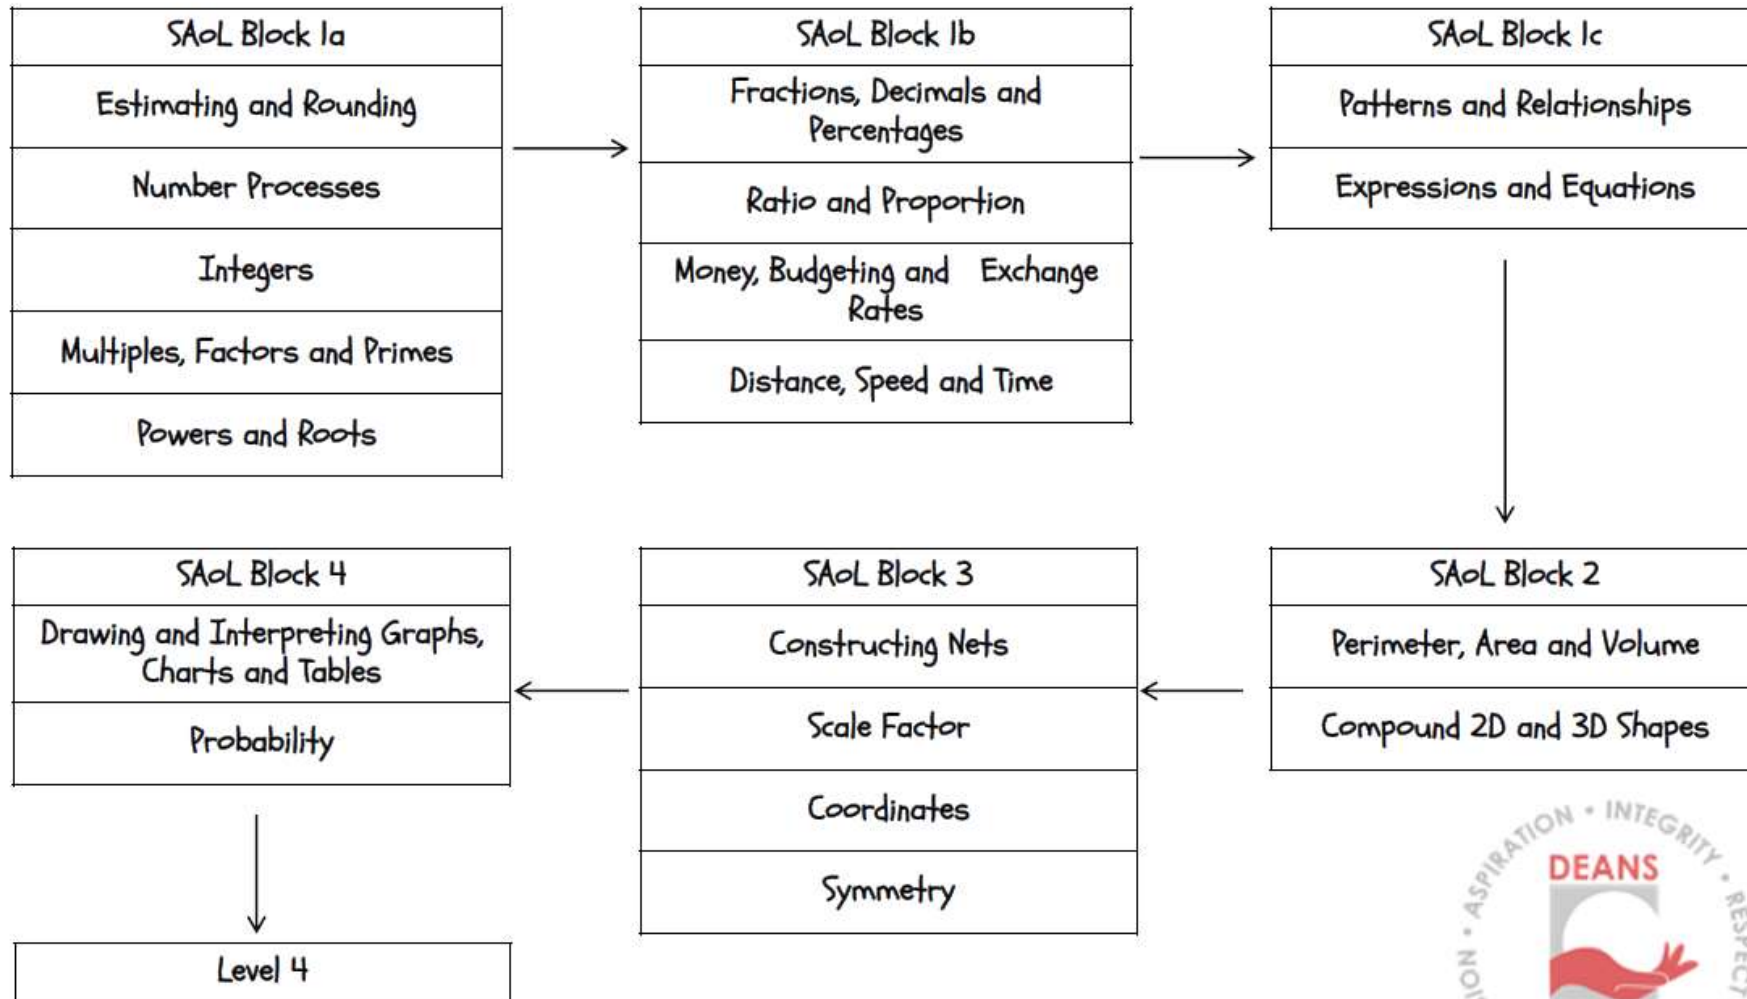 SAoL Block 1a
Estimating and Rounding
Number Processes
Integers
Multiples, Factors and Primes
Powers and Roots
SAoL Block 1b
Fractions, Decimals and
Percentages
Ratio and Proportion
Money, Budgeting and Exchange
Rates
Distance, Speed and Time
SAoL Block 1c
Patterns and Relationships
Expressions and Equations
SAoL Block 2
Perimeter, Area and Volume
Compound 2D and 3D Shapes
SAoL Block 3
Constructing Nets
Scale Factor
Coordinates
Symmetry
SAoL Block 4
Drawing and Interpreting Graphs,
Charts and Tables
Probability
Level 4
• ASPIRATION • INTEGRITY • RESPECT
DEANS